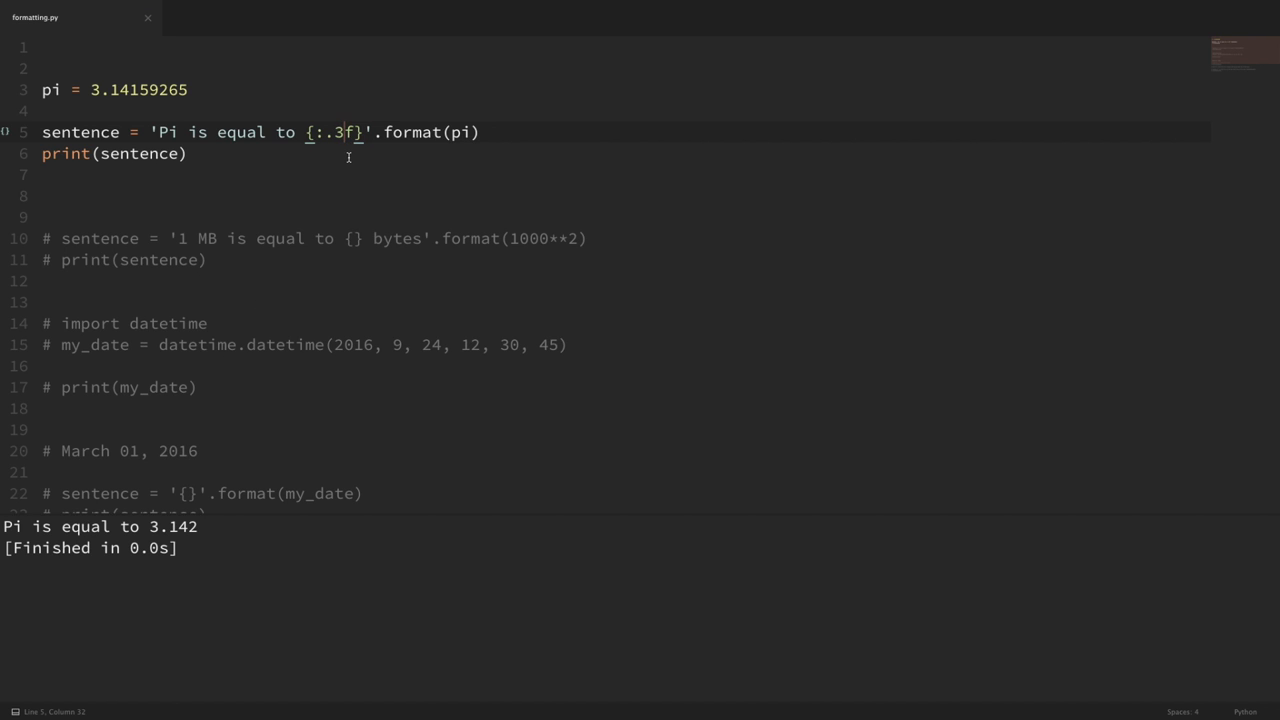 formatting.py ×
1
2
3 pi = 3.14159265
4
{} 5 sentence = 'Pi is equal to {:.3f}'.format(pi)
6 print(sentence)
7
8
9
10 # sentence = '1 MB is equal to {} bytes'.format(1000**2)
11 # print(sentence)
12
13
14 # import datetime
15 # my_date = datetime.datetime(2016, 9, 24, 12, 30, 45)
16
17 # print(my_date)
18
19
20 # March 01, 2016
21
22 # sentence = '{}'.format(my_date)
23 # print(sentence)
Pi is equal to 3.142
[Finished in 0.0s]
Line 5, Column 32 Spaces: 4 Python